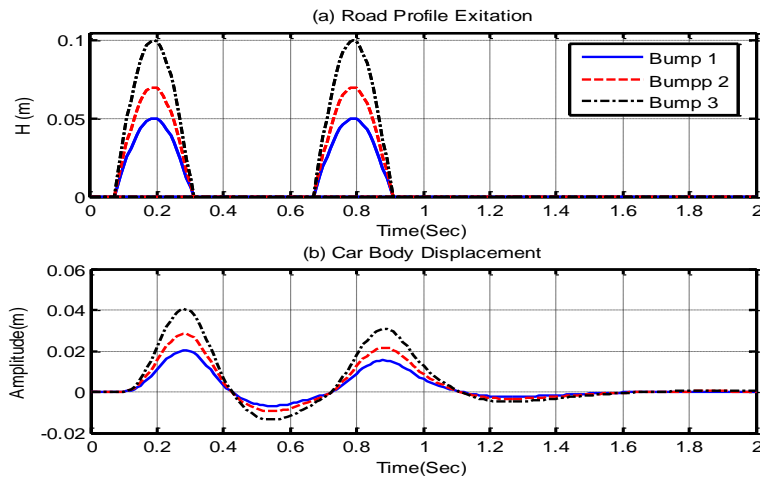 (a) Road Profile Exitation
0.1
0.05
0
H (m)
Bump 1
Bumpp 2
Bump 3
0 0.2 0.4 0.6 0.8 1 1.2 1.4 1.6 1.8 2
Time(Sec)
(b) Car Body Displacement
0.06
0.04
0.02
0
-0.02
Amplitude(m)
0 0.2 0.4 0.6 0.8 1 1.2 1.4 1.6 1.8 2
Time(Sec)